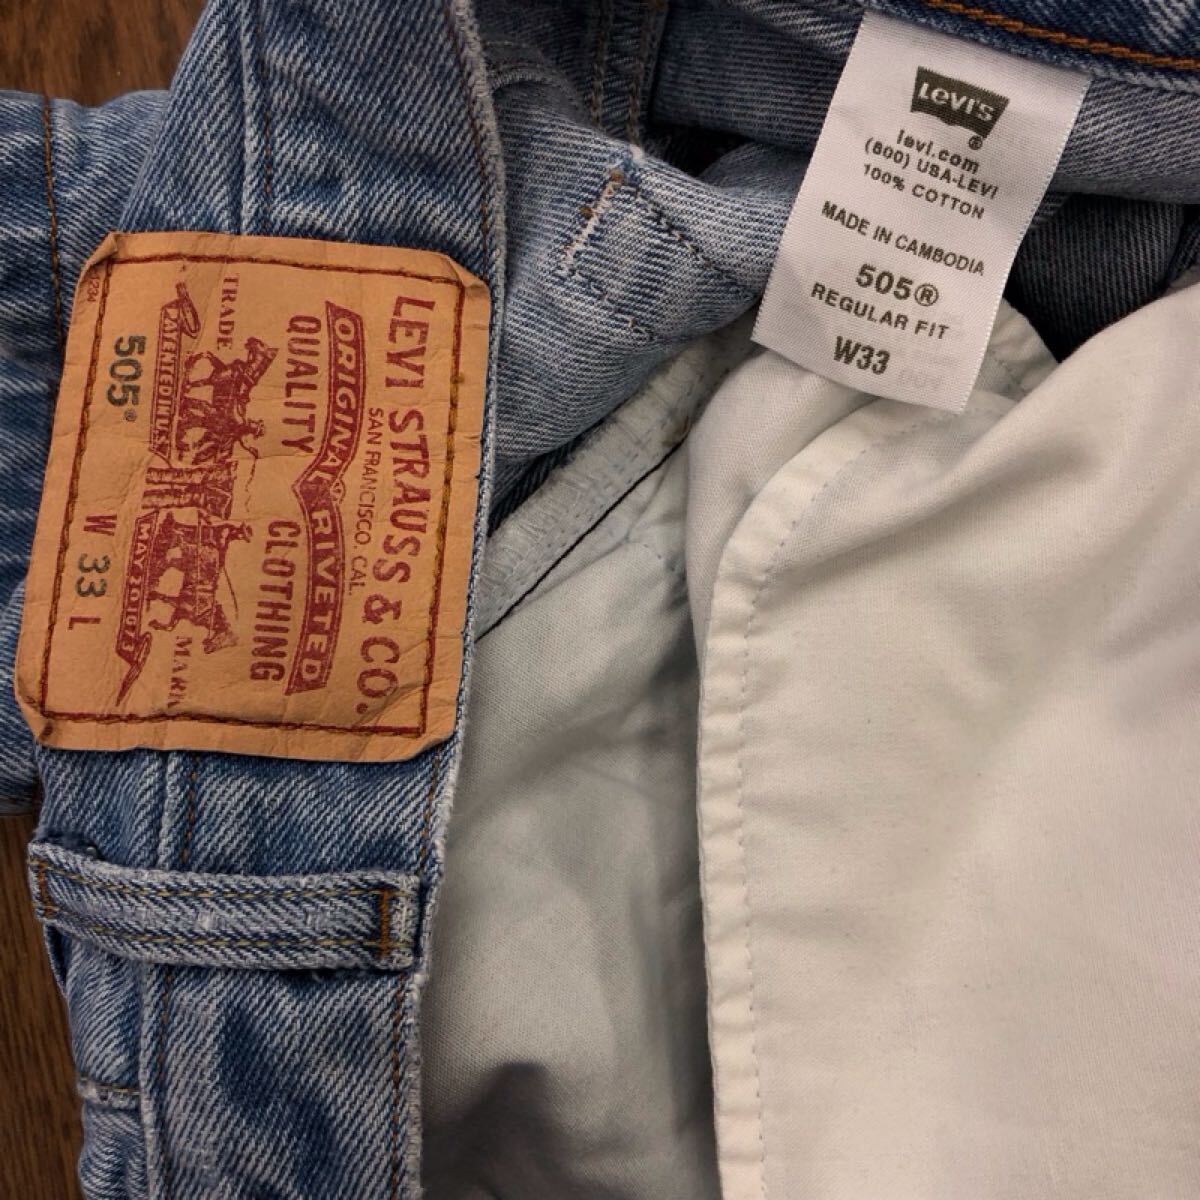 LEVI STRAUSS & CO.
SAN FRANCISCO, CAL.
ORIGINAL RIVETED
QUALITY CLOTHING
TRADE MARK
505®
W 33 L
LEVI'S
®
levi.com
(800) USA-LEVI
100% COTTON
MADE IN CAMBODIA
505®
REGULAR FIT
W33